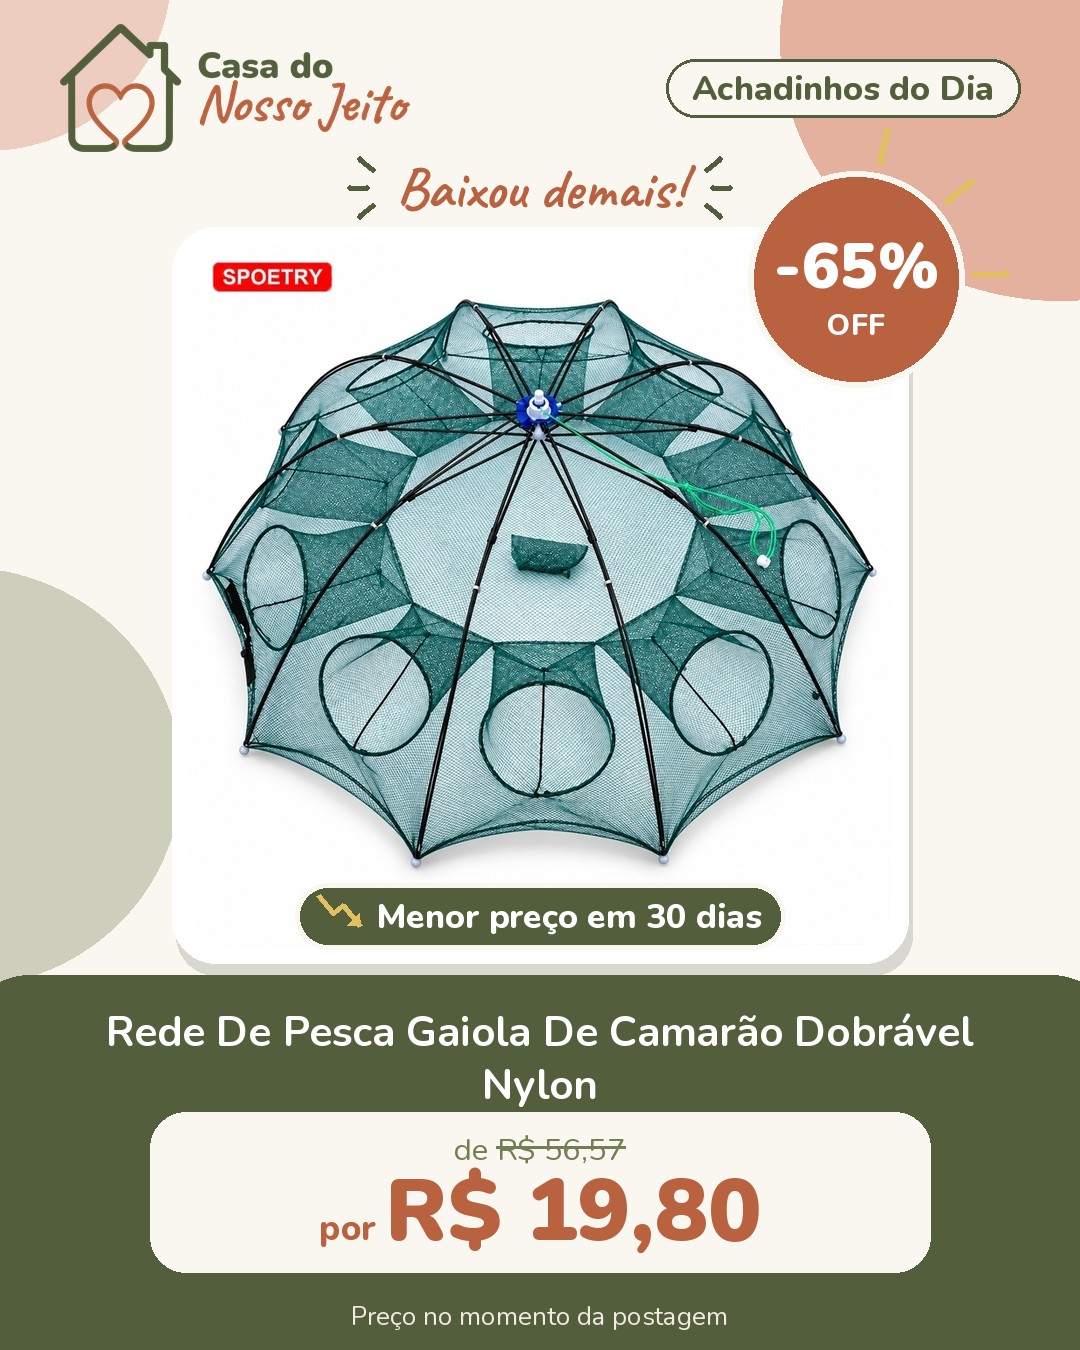 Casa do
Nosso Jeito
Achadinhos do Dia
Baixou demais!
-65%
OFF
SPOETRY
Menor preço em 30 dias
Rede De Pesca Gaiola De Camarão Dobrável
Nylon
de R$ 56,57
por R$ 19,80
Preço no momento da postagem